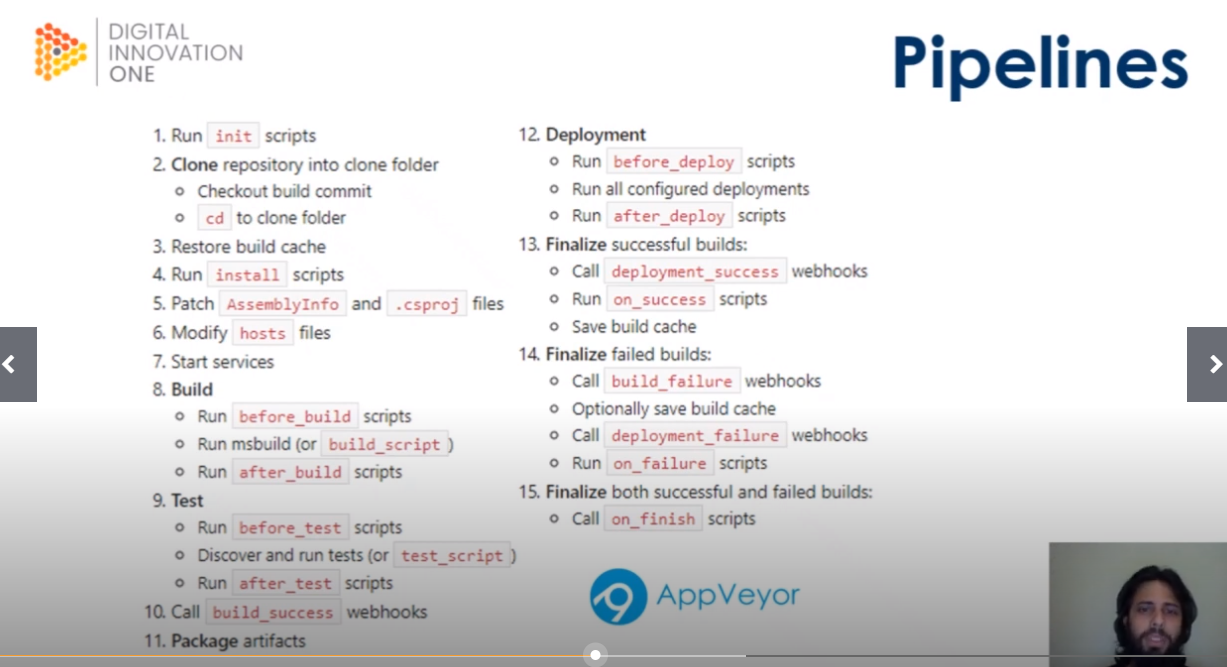 DIGITAL
INNOVATION
ONE
Pipelines
1. Run init scripts
2. Clone repository into clone folder
Checkout build commit
cd to clone folder
3. Restore build cache
4. Run install scripts
5. Patch AssemblyInfo and .csproj files
6. Modify hosts files
7. Start services
8. Build
Run before_build scripts
Run msbuild (or build_script )
Run after_build scripts
9. Test
Run before_test scripts
Discover and run tests (or test_script )
Run after_test scripts
10. Call build_success webhooks
11. Package artifacts
12. Deployment
Run before_deploy scripts
Run all configured deployments
Run after_deploy scripts
13. Finalize successful builds:
Call deployment_success webhooks
Run on_success scripts
Save build cache
14. Finalize failed builds:
Call build_failure webhooks
Optionally save build cache
Call deployment_failure webhooks
Run on_failure scripts
15. Finalize both successful and failed builds:
Call on_finish scripts
AppVeyor